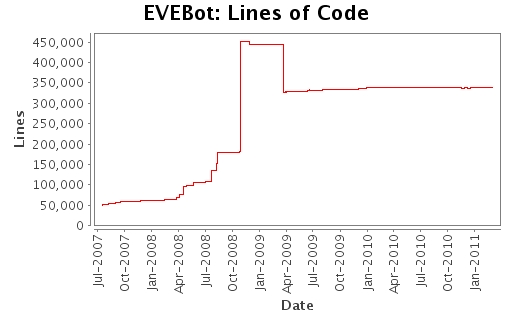 EVEBot: Lines of Code
Lines
450,000
400,000
350,000
300,000
250,000
200,000
150,000
100,000
50,000
0
Jul-2007
Oct-2007
Jan-2008
Apr-2008
Jul-2008
Oct-2008
Jan-2009
Apr-2009
Jul-2009
Oct-2009
Jan-2010
Apr-2010
Jul-2010
Oct-2010
Jan-2011
Date